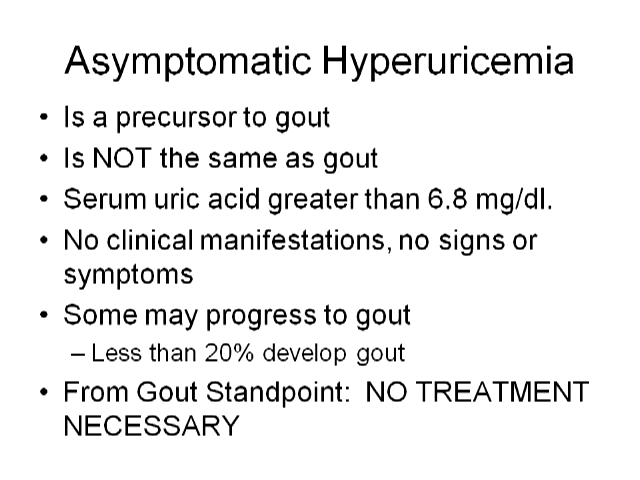 Asymptomatic Hyperuricemia
• Is a precursor to gout
• Is NOT the same as gout
• Serum uric acid greater than 6.8 mg/dl.
• No clinical manifestations, no signs or
symptoms
• Some may progress to gout
– Less than 20% develop gout
• From Gout Standpoint:  NO TREATMENT
NECESSARY